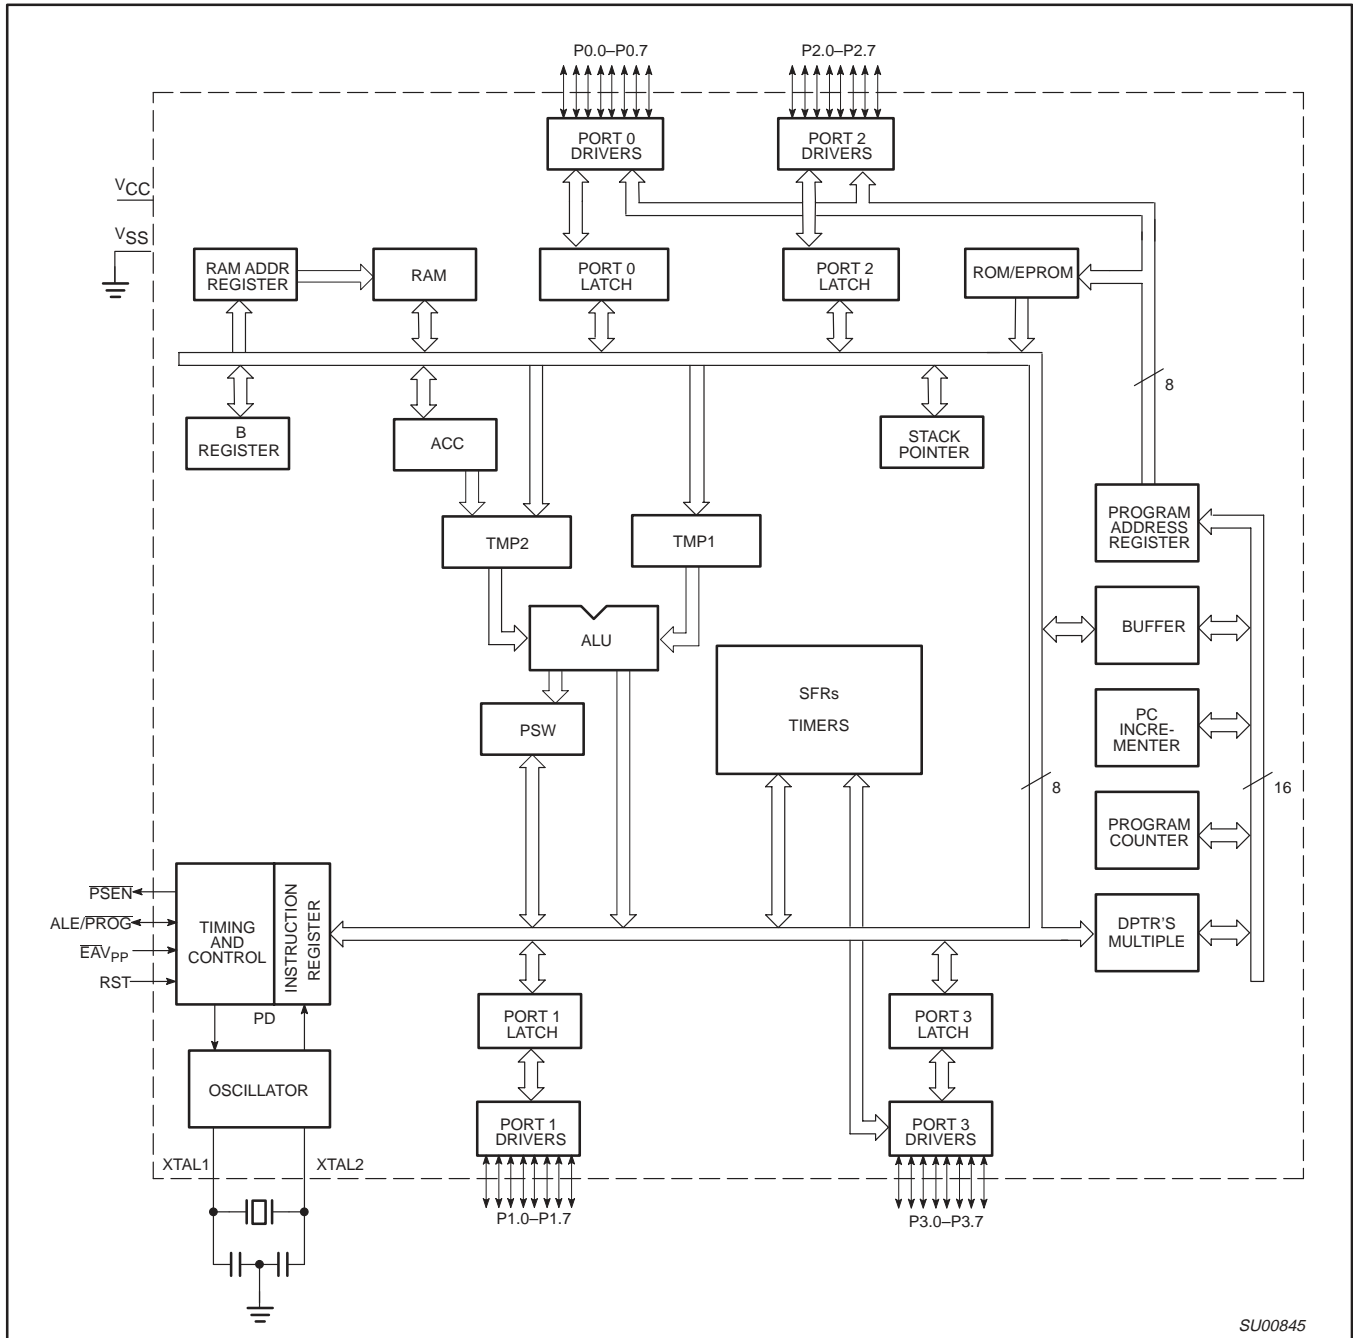 P0.0–P0.7
P2.0–P2.7
PORT 0
DRIVERS
PORT 2
DRIVERS
VCC
VSS
RAM ADDR
REGISTER
RAM
PORT 0
LATCH
PORT 2
LATCH
ROM/EPROM
8
B
REGISTER
ACC
STACK
POINTER
TMP2
TMP1
PROGRAM
ADDRESS
REGISTER
ALU
BUFFER
SFRs
TIMERS
PSW
PC
INCRE-
MENTER
8
16
PROGRAM
COUNTER
PSEN
ALE/PROG
EAVPP
RST
TIMING
AND
CONTROL
INSTRUCTION
REGISTER
DPTR'S
MULTIPLE
PD
PORT 1
LATCH
PORT 3
LATCH
OSCILLATOR
PORT 1
DRIVERS
PORT 3
DRIVERS
XTAL1
XTAL2
P1.0–P1.7
P3.0–P3.7
SU00845